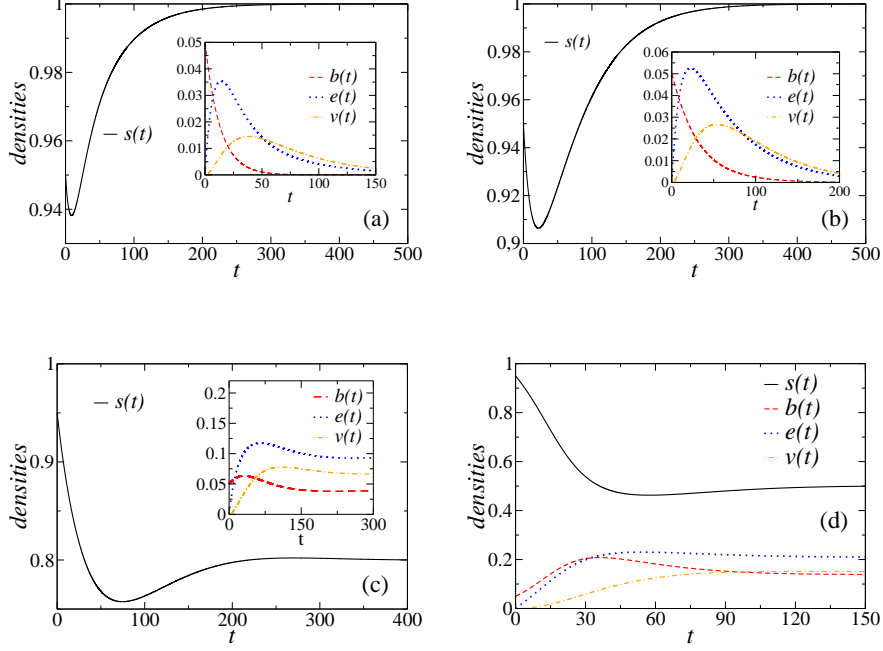 1
0.98
0.96
0.94
densities
0 100 200 300 400 500
t
s(t)
(a)
0.05
0.04
0.03
0.02
0.01
0
0 50 100 150
t
b(t)
e(t)
v(t)
1
0.98
0.96
0.94
0.92
0.9
densities
0 100 200 300 400 500
t
s(t)
(b)
0.06
0.05
0.04
0.03
0.02
0.01
0
0 50 100 150 200
t
b(t)
e(t)
v(t)
1
0.9
0.8
densities
0 100 200 300 400
t
s(t)
(c)
0.2
0.15
0.1
0.05
0
0 150 300
t
b(t)
e(t)
v(t)
1
0.8
0.6
0.4
0.2
0
densities
0 30 60 90 120 150
t
s(t)
b(t)
e(t)
v(t)
(d)